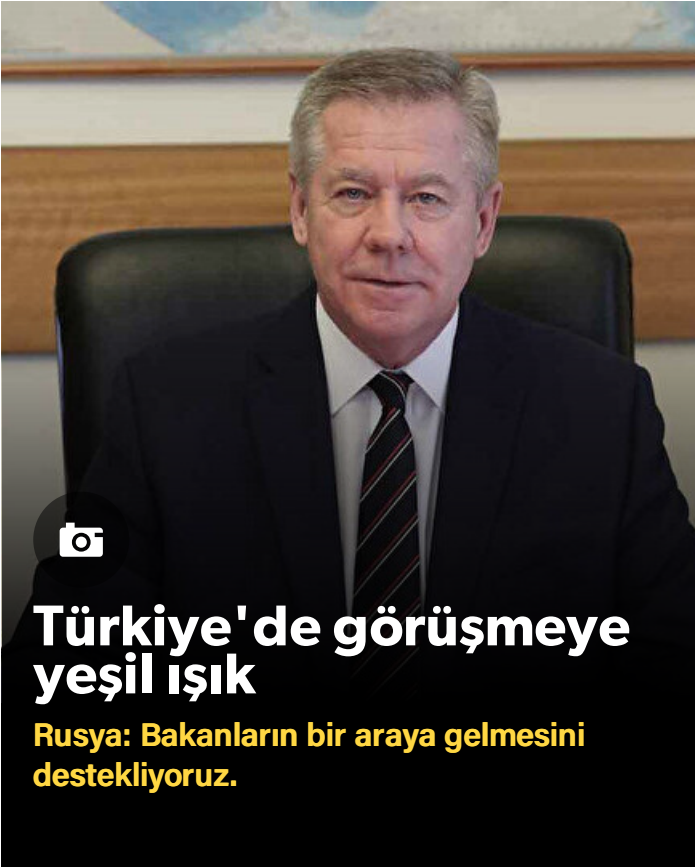 Türkiye'de görüşmeye
yeşil ışık
Rusya: Bakanların bir araya gelmesini
destekliyoruz.